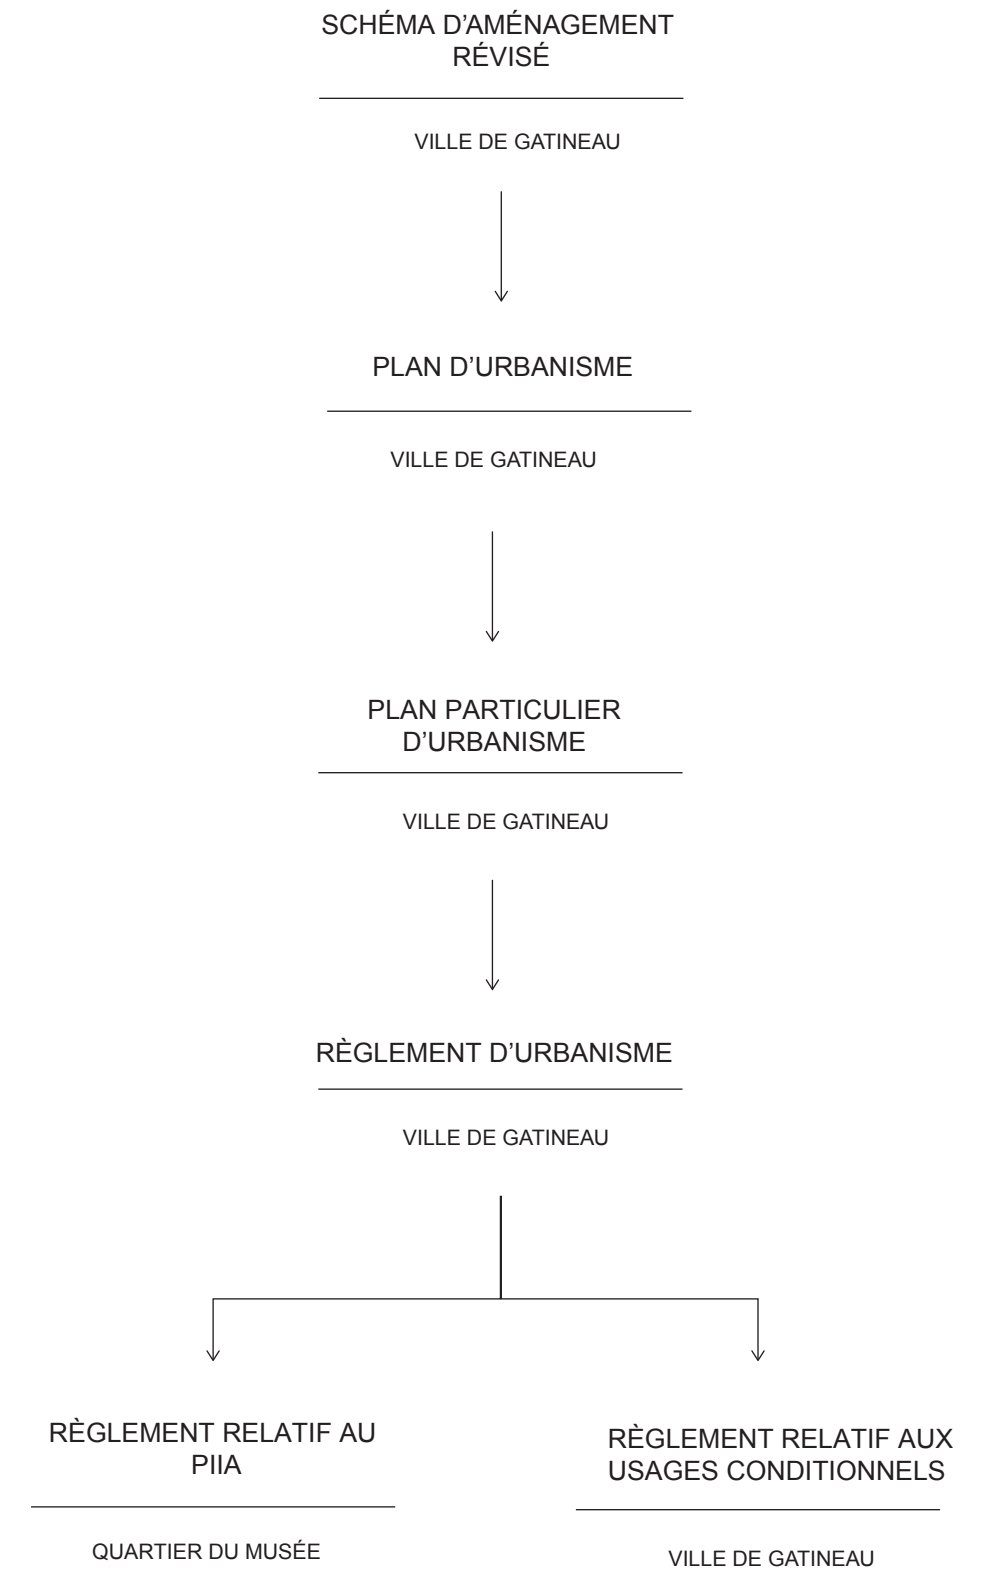 SCHÉMA D’AMÉNAGEMENT
RÉVISÉ
VILLE DE GATINEAU
PLAN D’URBANISME
VILLE DE GATINEAU
PLAN PARTICULIER
D’URBANISME
VILLE DE GATINEAU
RÈGLEMENT D’URBANISME
VILLE DE GATINEAU
RÈGLEMENT RELATIF AU
PIIA
QUARTIER DU MUSÉE
RÈGLEMENT RELATIF AUX
USAGES CONDITIONNELS
VILLE DE GATINEAU